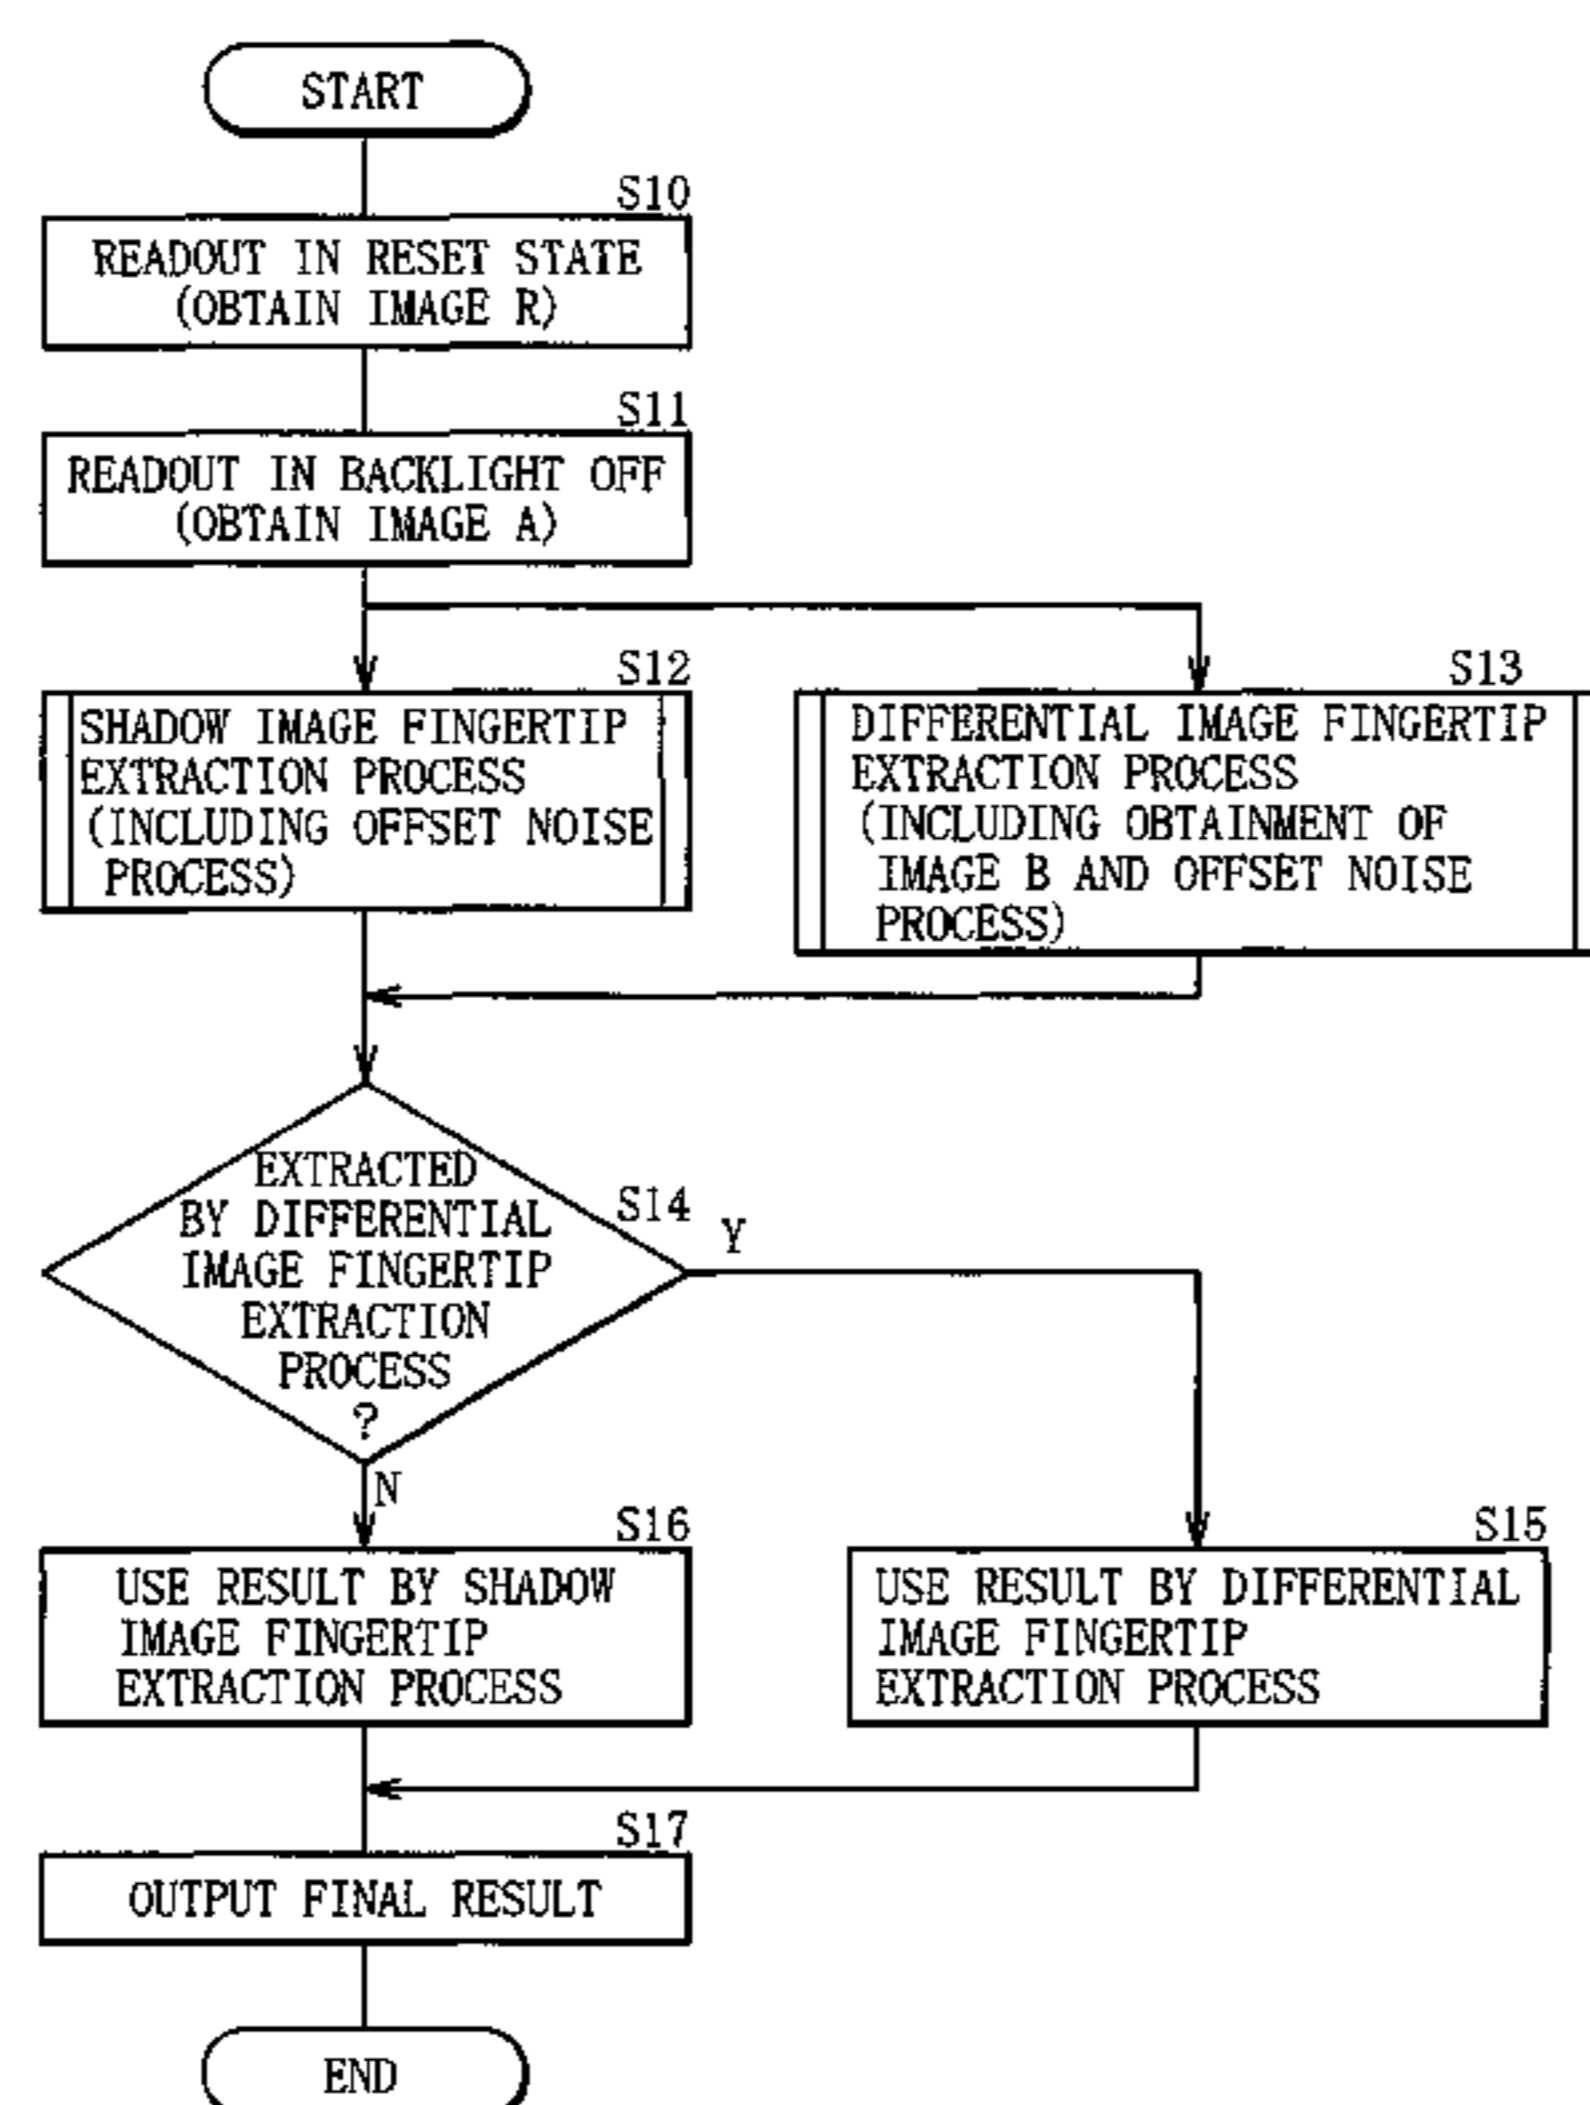 START
S10
READOUT IN RESET STATE
(OBTAIN IMAGE R)
S11
READOUT IN BACKLIGHT OFF
(OBTAIN IMAGE A)
S12
SHADOW IMAGE FINGERTIP
EXTRACTION PROCESS
(INCLUDING OFFSET NOISE
PROCESS)
S13
DIFFERENTIAL IMAGE FINGERTIP
EXTRACTION PROCESS
(INCLUDING OBTAINMENT OF
IMAGE B AND OFFSET NOISE
PROCESS)
EXTRACTED
BY DIFFERENTIAL
IMAGE FINGERTIP
EXTRACTION
PROCESS
?
S14
Y
N
S16
USE RESULT BY SHADOW
IMAGE FINGERTIP
EXTRACTION PROCESS
S15
USE RESULT BY DIFFERENTIAL
IMAGE FINGERTIP
EXTRACTION PROCESS
S17
OUTPUT FINAL RESULT
END